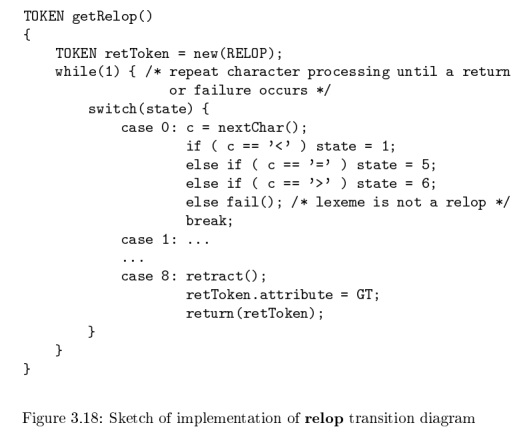 TOKEN getRelop()
{
    TOKEN retToken = new(RELOP);
    while(1) { /* repeat character processing until a return
                  or failure occurs */
        switch(state) {
            case 0: c = nextChar();
                    if ( c == '<' ) state = 1;
                    else if ( c == '=' ) state = 5;
                    else if ( c == '>' ) state = 6;
                    else fail(); /* lexeme is not a relop */
                    break;
            case 1: ...
            ...
            case 8: retract();
                    retToken.attribute = GT;
                    return(retToken);
        }
    }
}
Figure 3.18: Sketch of implementation of relop transition diagram